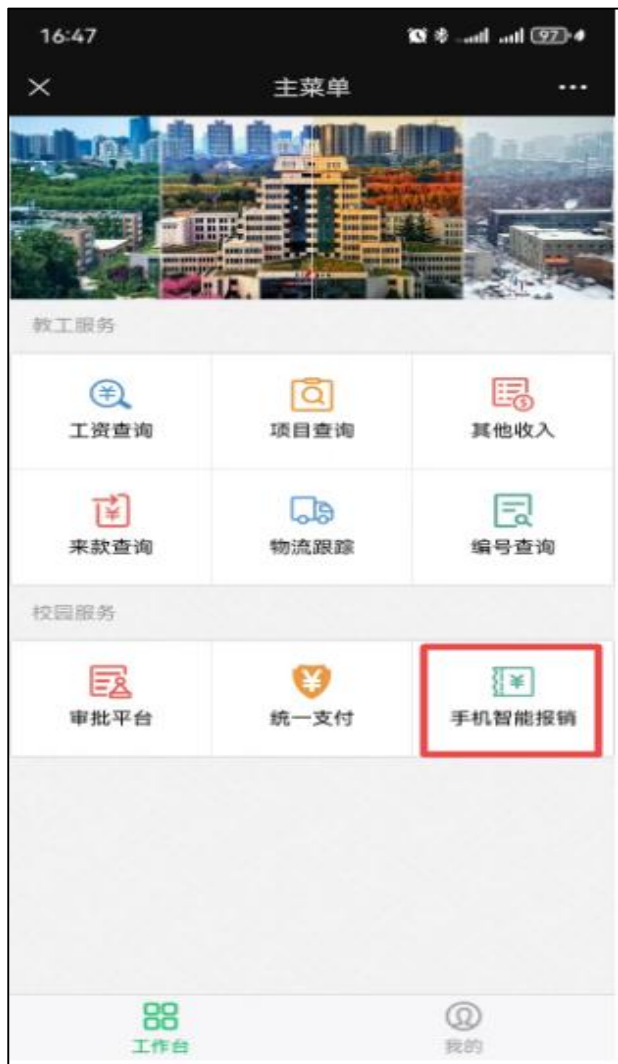 16:47
97
主菜单
教工服务
工资查询
项目查询
其他收入
来款查询
物流跟踪
编号查询
校园服务
审批平台
统一支付
手机智能报销
工作台
我的